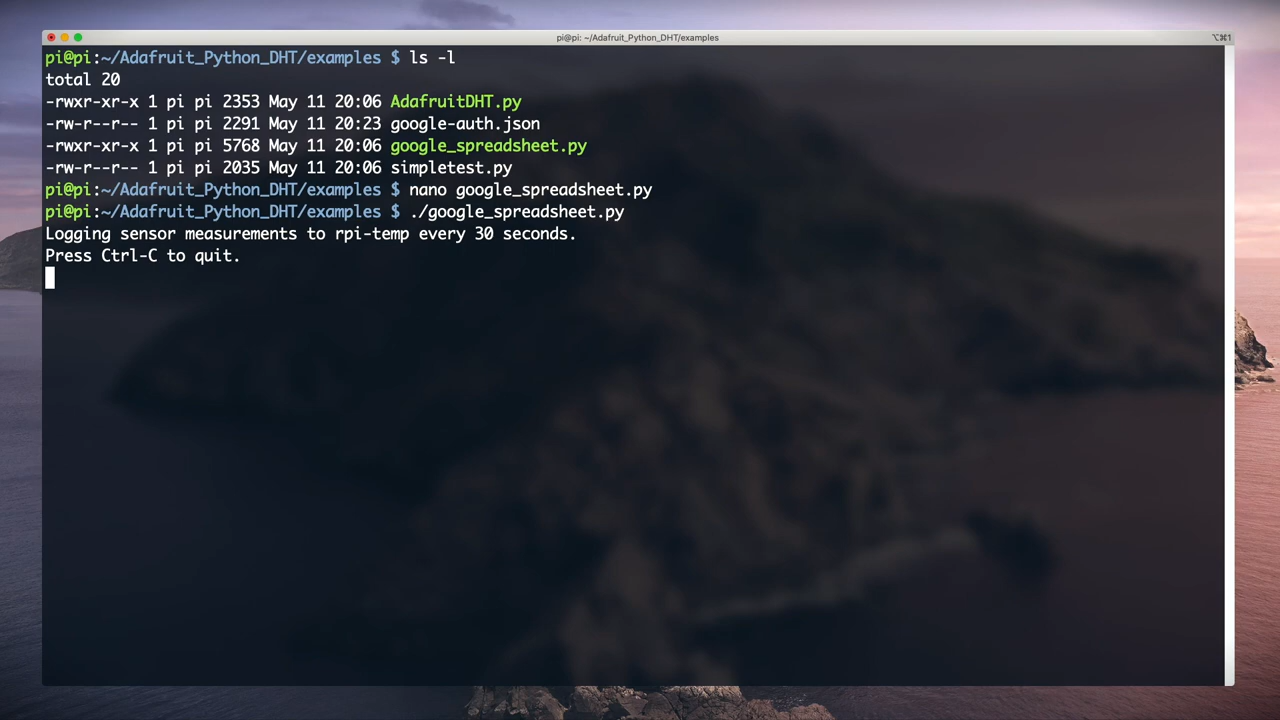 pi@pi: ~/Adafruit_Python_DHT/examples
⌥⌘1
pi@pi:~/Adafruit_Python_DHT/examples $ ls -l
total 20
-rwxr-xr-x 1 pi pi 2353 May 11 20:06 AdafruitDHT.py
-rw-r--r-- 1 pi pi 2291 May 11 20:23 google-auth.json
-rwxr-xr-x 1 pi pi 5768 May 11 20:06 google_spreadsheet.py
-rw-r--r-- 1 pi pi 2035 May 11 20:06 simpletest.py
pi@pi:~/Adafruit_Python_DHT/examples $ nano google_spreadsheet.py
pi@pi:~/Adafruit_Python_DHT/examples $ ./google_spreadsheet.py
Logging sensor measurements to rpi-temp every 30 seconds.
Press Ctrl-C to quit.